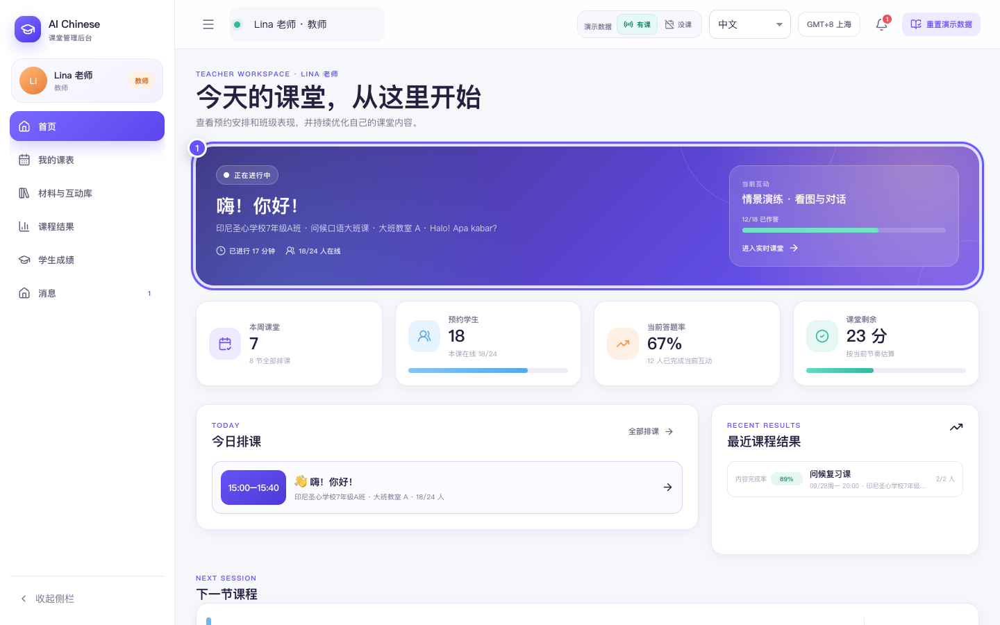 AI Chinese
课堂管理后台
Li
Lina 老师
教师
教师
首页
我的课表
材料与互动库
课程结果
学生成绩
消息
1
收起侧栏
Lina 老师 · 教师
演示数据
有课
没课
中文
GMT+8 上海
1
重置演示数据
TEACHER WORKSPACE · LINA 老师
今天的课堂，从这里开始
查看预约安排和班级表现，并持续优化自己的课堂内容。
1
正在进行中
嗨！你好！
印尼圣心学校7年级A班 · 问候口语大班课 · 大班教室 A · Halo! Apa kabar?
已进行 17 分钟
18/24 人在线
当前互动
情景演练 · 看图与对话
12/18 已作答
进入实时课堂
本周课堂
7
8 节全部排课
预约学生
18
本课在线 18/24
当前答题率
67%
12 人已完成当前互动
课堂剩余
23 分
按当前节奏估算
TODAY
今日排课
全部排课
15:00—15:40
👋 嗨！你好！
印尼圣心学校7年级A班 · 大班教室 A · 18/24 人
RECENT RESULTS
最近课程结果
内容完成率
89%
问候复习课
09/28周一 20:00 · 印尼圣心学校7年级...
2/2 人
NEXT SESSION
下一节课程